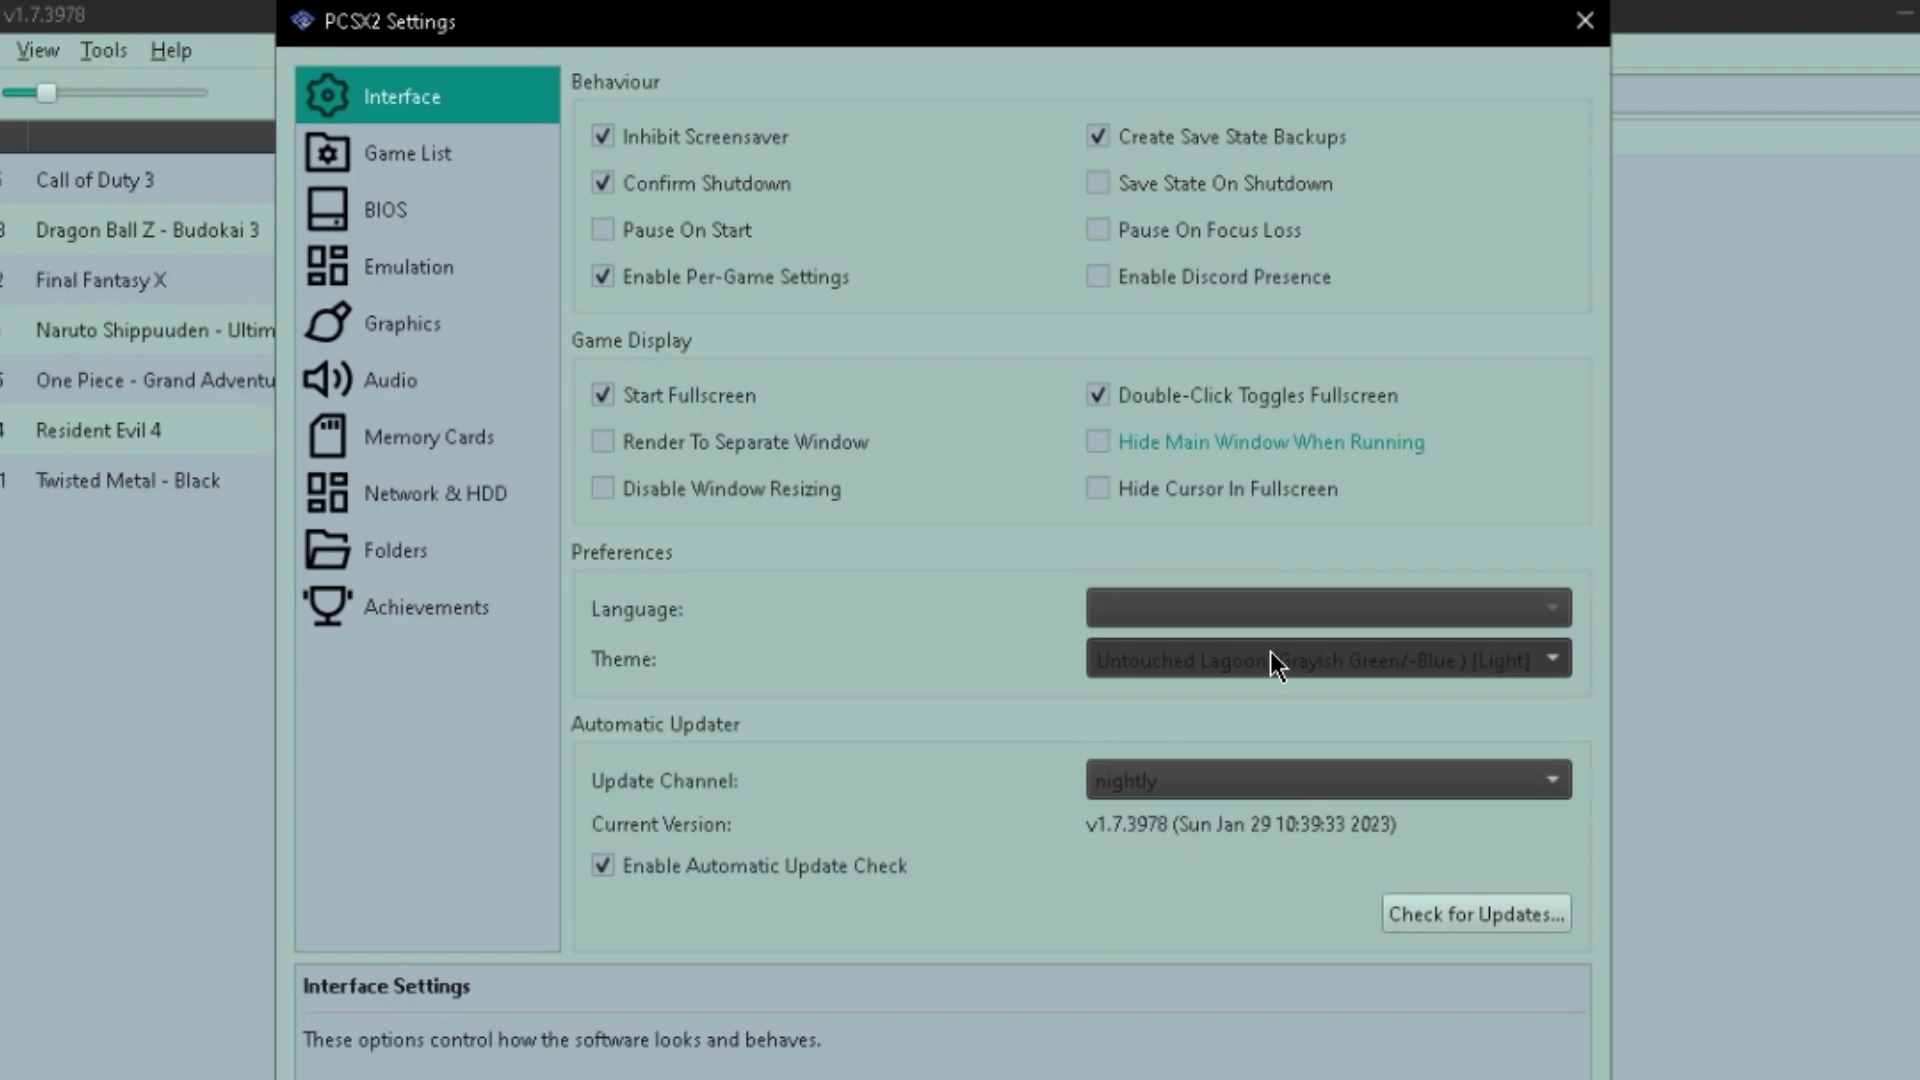 v1.7.3978
PCSX2 Settings
View Tools Help
Call of Duty 3
Dragon Ball Z - Budokai 3
Final Fantasy X
Naruto Shippuuden - Ultim
One Piece - Grand Adventu
Resident Evil 4
Twisted Metal - Black
Interface
Game List
BIOS
Emulation
Graphics
Audio
Memory Cards
Network & HDD
Folders
Achievements
Behaviour
Inhibit Screensaver
Create Save State Backups
Confirm Shutdown
Save State On Shutdown
Pause On Start
Pause On Focus Loss
Enable Per-Game Settings
Enable Discord Presence
Game Display
Start Fullscreen
Double-Click Toggles Fullscreen
Render To Separate Window
Hide Main Window When Running
Disable Window Resizing
Hide Cursor In Fullscreen
Preferences
Language:
Theme:
Untouched Lagoon Grayish Green/-Blue ) [Light]
Automatic Updater
Update Channel:
nightly
Current Version:
v1.7.3978 (Sun Jan 29 10:39:33 2023)
Enable Automatic Update Check
Check for Updates...
Interface Settings
These options control how the software looks and behaves.